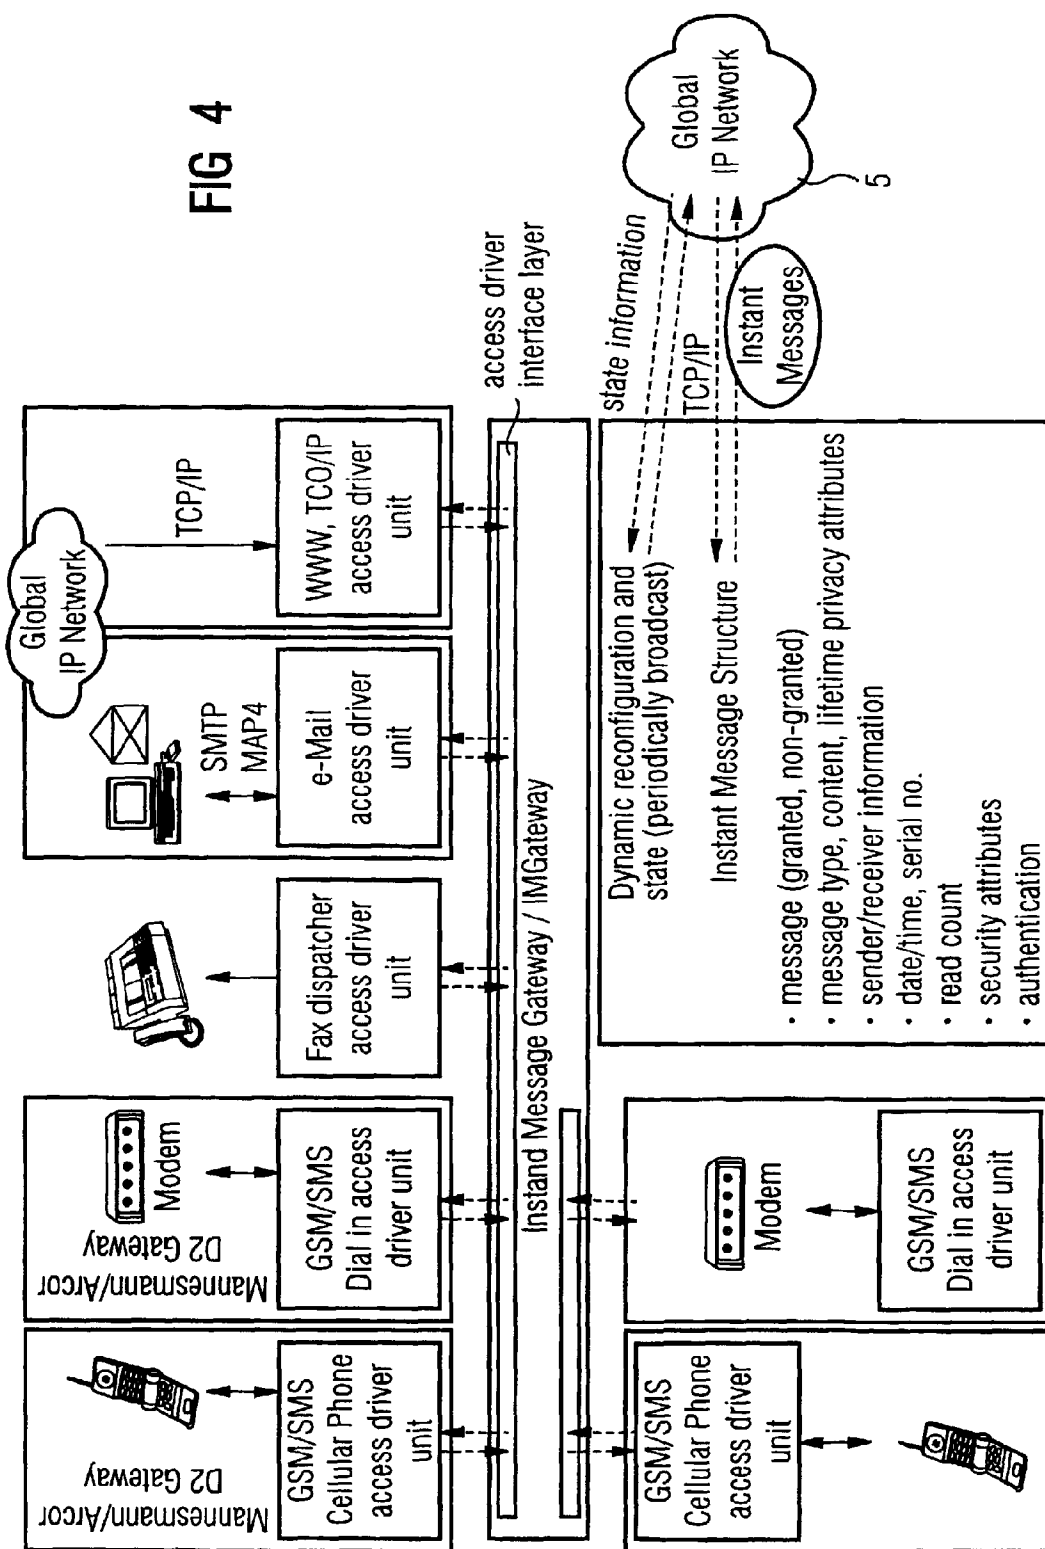 FIG 4
Mannesmann/Arcor
D2 Gateway
GSM/SMS
Cellular Phone
access driver
unit
Mannesmann/Arcor
D2 Gateway
Modem
GSM/SMS
Dial in access
driver unit
Fax dispatcher
access driver
unit
SMTP
MAP4
e-Mail
access driver
unit
Global
IP Network
TCP/IP
WWW, TCO/IP
access driver
unit
access driver
interface layer
Instand Message Gateway / IMGateway
GSM/SMS
Cellular Phone
access driver
unit
Modem
GSM/SMS
Dial in access
driver unit
Dynamic reconfiguration and
state (periodically broadcast)
Instant Message Structure
• message (granted, non-granted)
• message type, content, lifetime privacy attributes
• sender/receiver information
• date/time, serial no.
• read count
• security attributes
• authentication
state information
TCP/IP
Instant
Messages
Global
IP Network
5